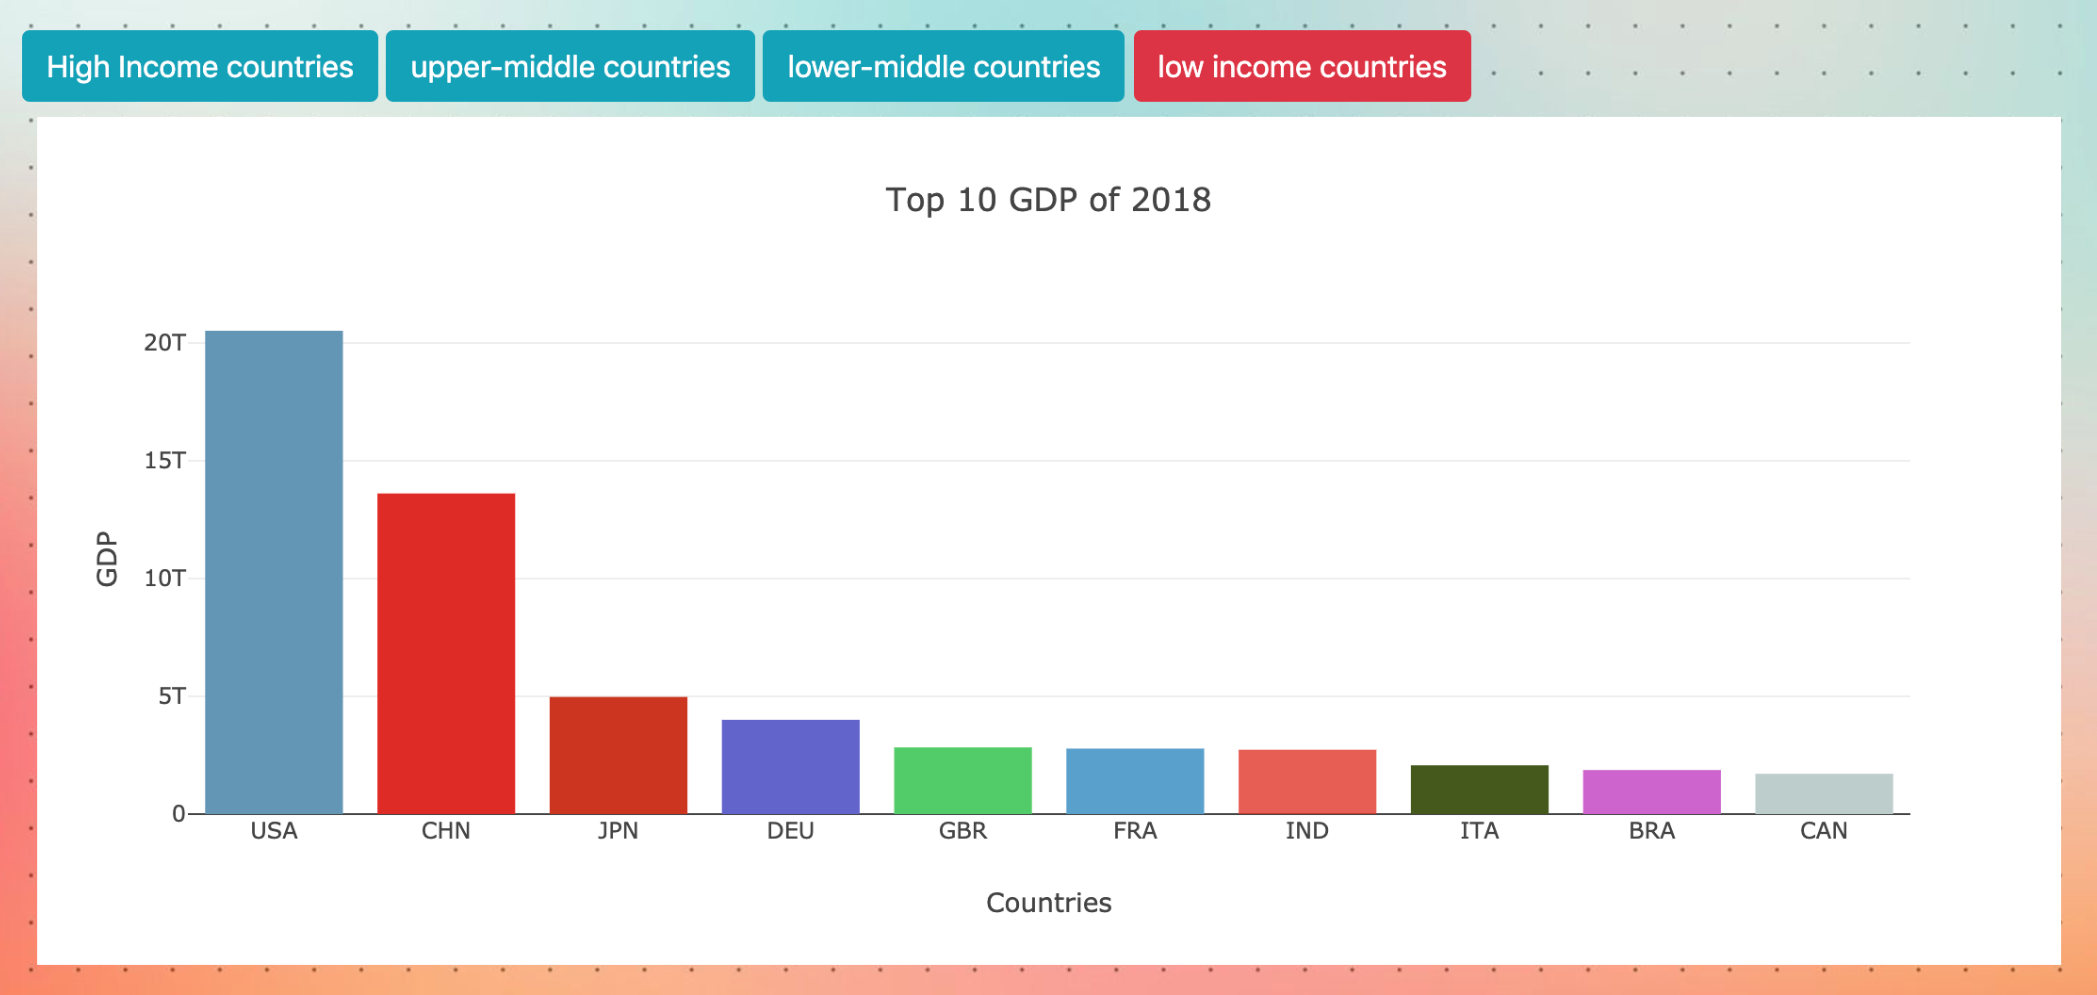 High Income countries upper-middle countries lower-middle countries low income countries
Top 10 GDP of 2018
20T
15T
10T
5T
0
GDP
USA CHN JPN DEU GBR FRA IND ITA BRA CAN
Countries